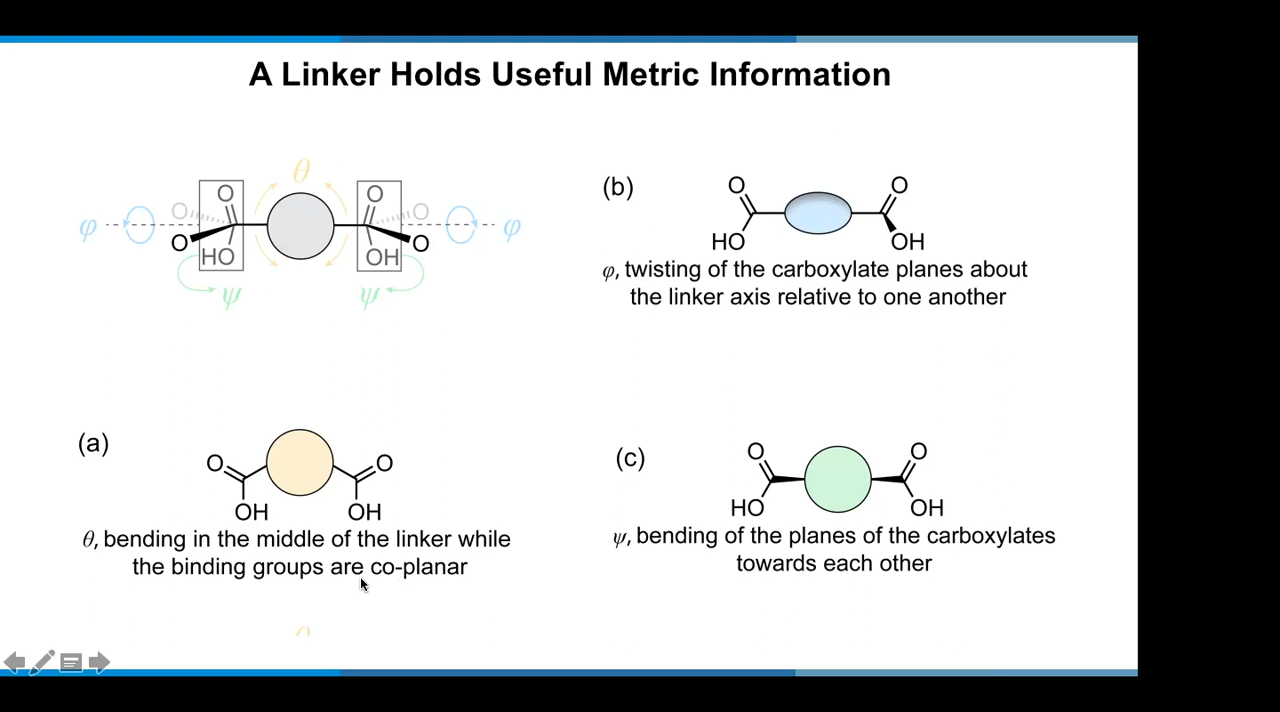 A Linker Holds Useful Metric Information
θ
O O
O O
φ φ
O O
HO OH
ψ ψ
(b)
O O
HO OH
φ, twisting of the carboxylate planes about
the linker axis relative to one another
(a)
O O
OH OH
θ, bending in the middle of the linker while
the binding groups are co-planar
(c)
O O
HO OH
ψ, bending of the planes of the carboxylates
towards each other